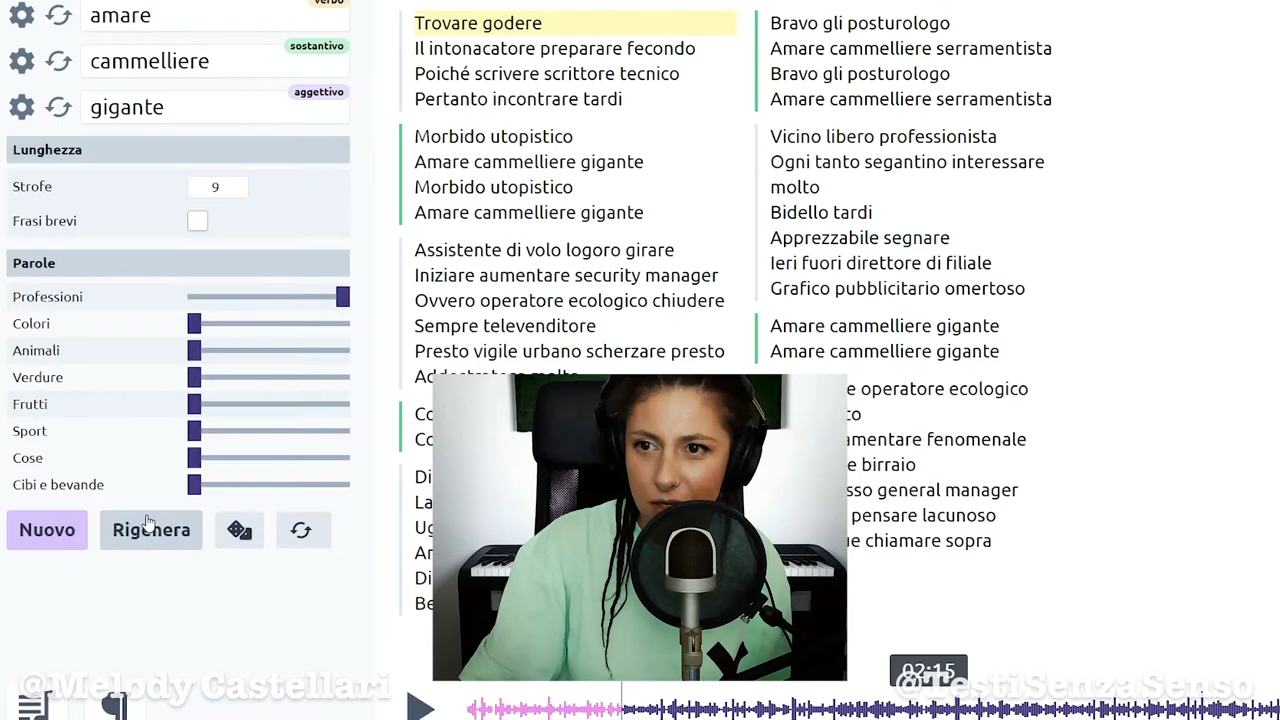 verbo
amare
sostantivo
cammelliere
aggettivo
gigante
Lunghezza
Strofe
9
Frasi brevi
Parole
Professioni
Colori
Animali
Verdure
Frutti
Sport
Cose
Cibi e bevande
Nuovo
Rigenera
Trovare godere
Il intonacatore preparare fecondo
Poiché scrivere scrittore tecnico
Pertanto incontrare tardi
Morbido utopistico
Amare cammelliere gigante
Morbido utopistico
Amare cammelliere gigante
Assistente di volo logoro girare
Iniziare aumentare security manager
Ovvero operatore ecologico chiudere
Sempre televenditore
Presto vigile urbano scherzare presto
Addestratore molto
Bravo gli posturologo
Amare cammelliere serramentista
Bravo gli posturologo
Amare cammelliere serramentista
Vicino libero professionista
Ogni tanto segantino interessare
molto
Bidello tardi
Apprezzabile segnare
Ieri fuori direttore di filiale
Grafico pubblicitario omertoso
Amare cammelliere gigante
Amare cammelliere gigante
operatore ecologico
fenomenale
birraio
general manager
pensare lacunoso
chiamare sopra
02:15
@MelodyCastellari
@TestiSenzaSenso